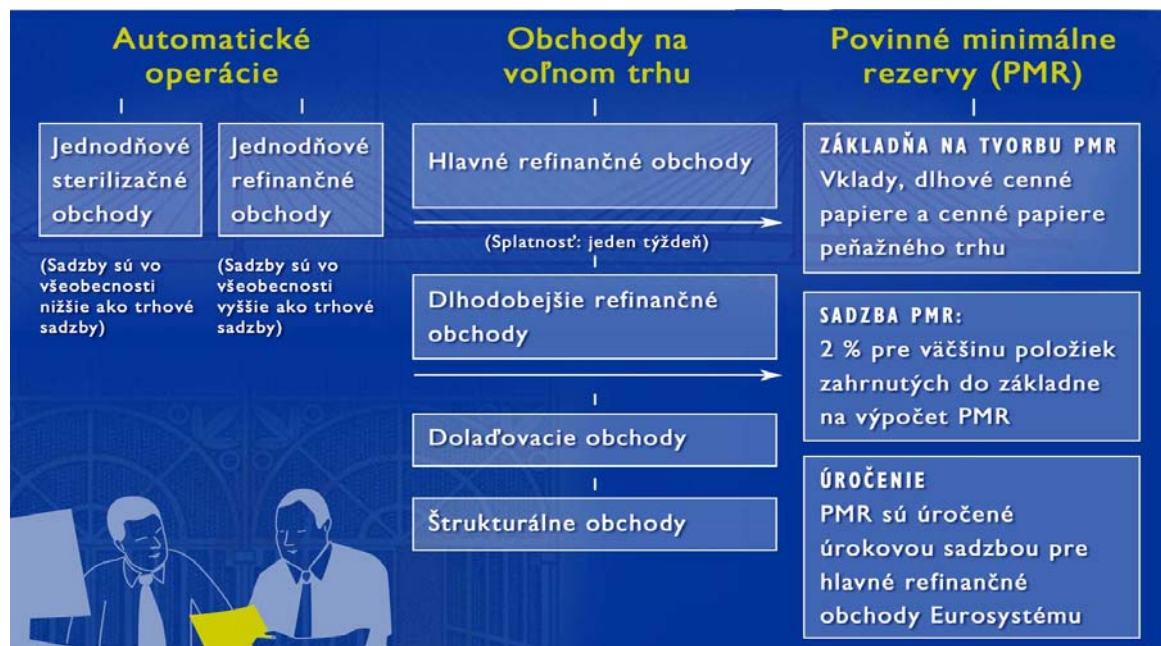 Automatické
operácie
Jednodňové
sterilizačné
obchody
Jednodňové
refinančné
obchody
(Sadzby sú vo
všeobecnosti
nižšie ako trhové
sadzby)
(Sadzby sú vo
všeobecnosti
vyššie ako trhové
sadzby)
Obchody na
voľnom trhu
Hlavné refinančné obchody
(Splatnosť: jeden týždeň)
Dlhodobejšie refinančné
obchody
Dolaďovacie obchody
Štrukturálne obchody
Povinné minimálne
rezervy (PMR)
ZÁKLADŇA NA TVORBU PMR
Vklady, dlhové cenné
papiere a cenné papiere
peňažného trhu
SADZBA PMR:
2 % pre väčšinu položiek
zahrnutých do základne
na výpočet PMR
ÚROČENIE
PMR sú úročené
úrokovou sadzbou pre
hlavné refinančné
obchody Eurosystému